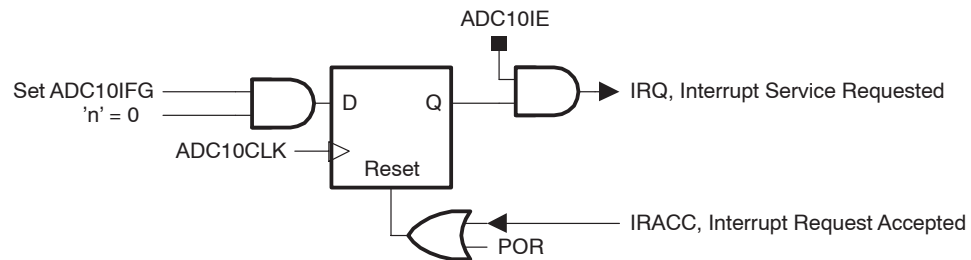 ADC10IE
Set ADC10IFG
'n' = 0
D
Q
IRQ, Interrupt Service Requested
ADC10CLK
Reset
IRACC, Interrupt Request Accepted
POR